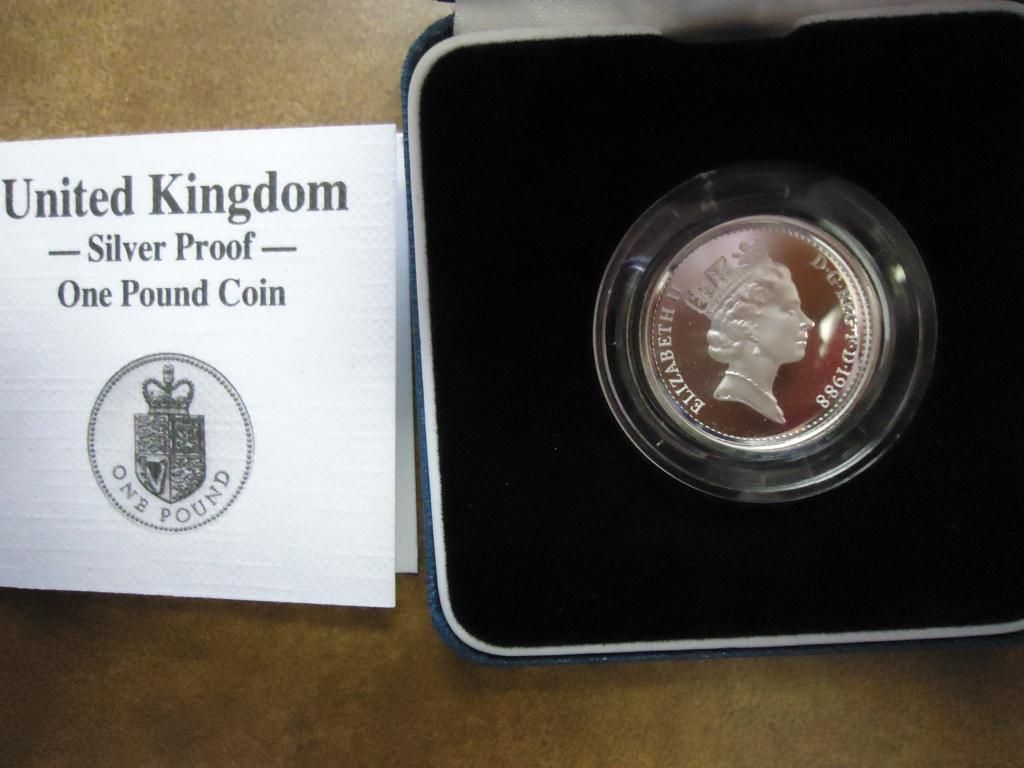 United Kingdom
— Silver Proof —
One Pound Coin
ONE POUND
ELIZABETH II
D·G·REG·F·D·1988